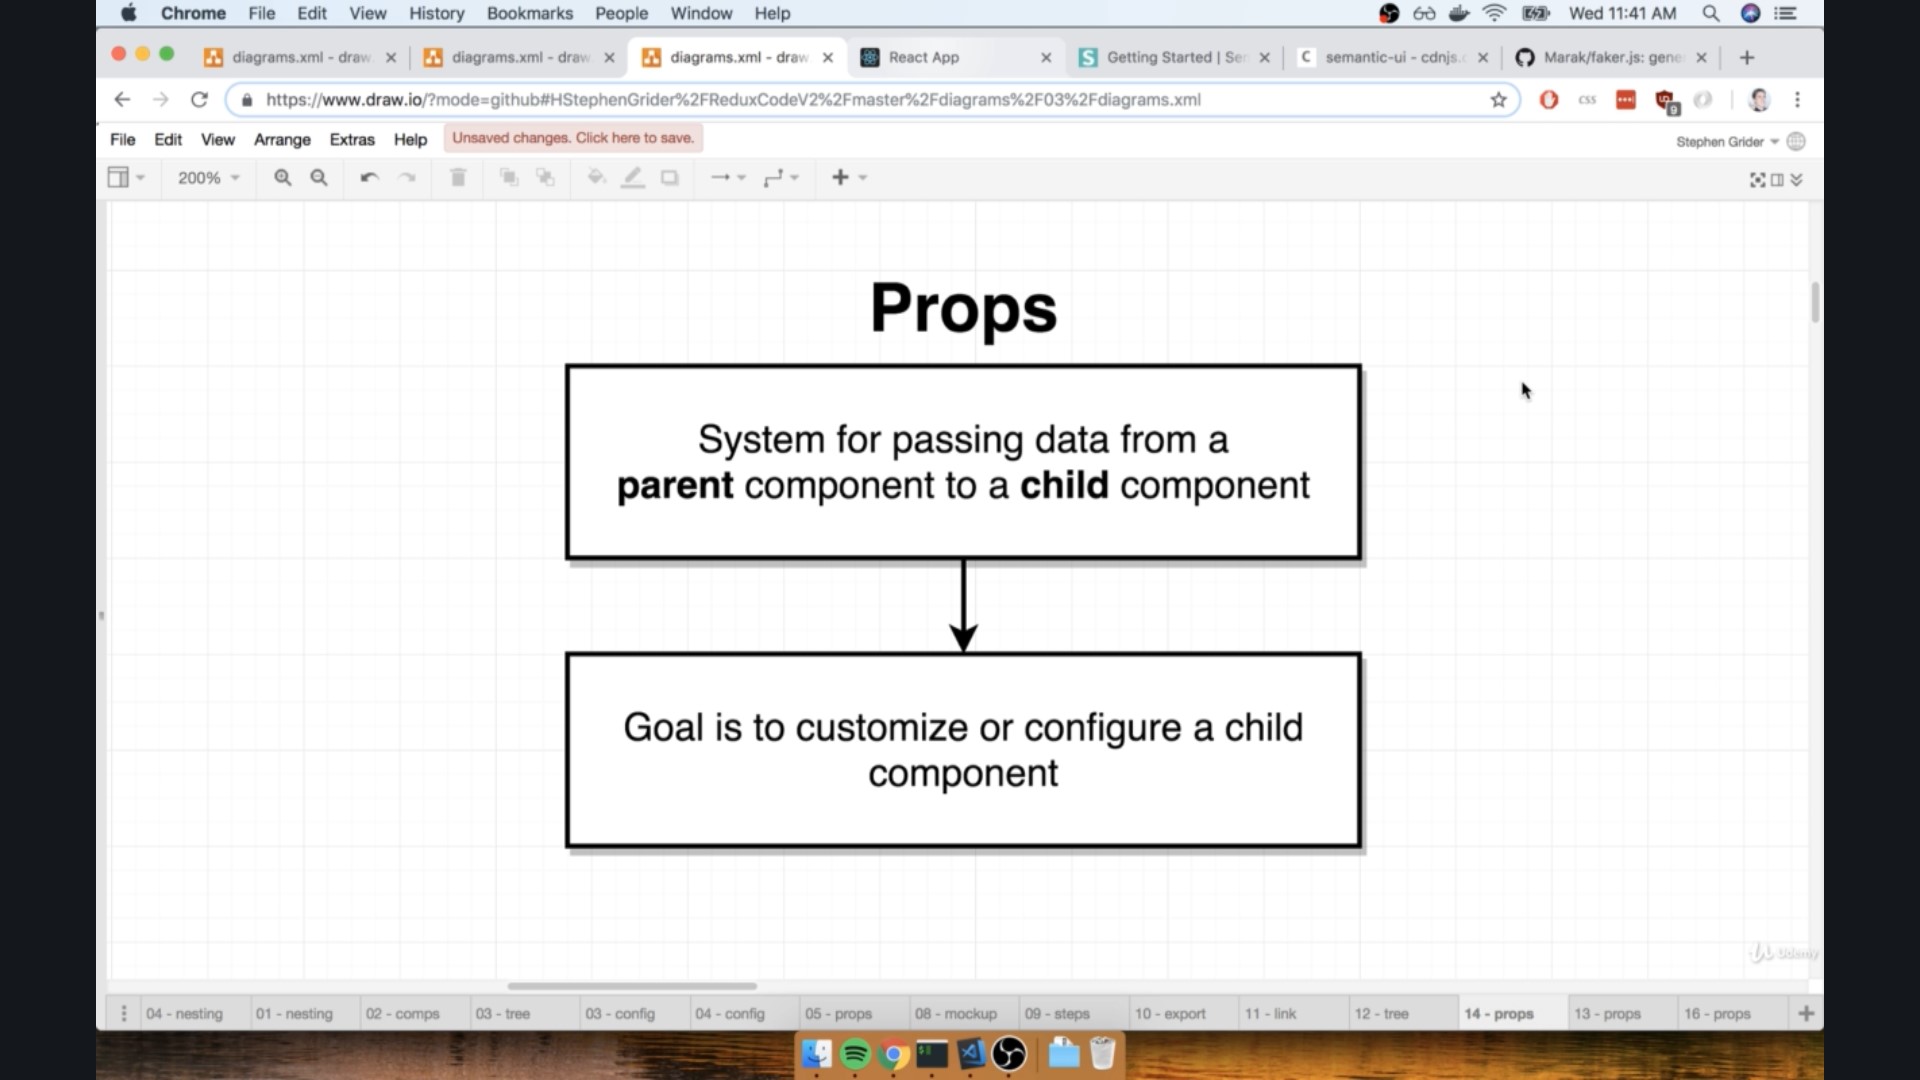 Chrome File Edit View History Bookmarks People Window Help Wed 11:41 AM
diagrams.xml - draw diagrams.xml - draw diagrams.xml - draw React App Getting Started | Se semantic-ui - cdnjs. Marak/faker.js: gene
https://www.draw.io/?mode=github#HStephenGrider%2FReduxCodeV2%2Fmaster%2Fdiagrams%2F03%2Fdiagrams.xml css 9
File Edit View Arrange Extras Help Unsaved changes. Click here to save. Stephen Grider
200%
Props
System for passing data from a
parent component to a child component
Goal is to customize or configure a child
component
Udemy
04 - nesting 01 - nesting 02 - comps 03 - tree 03 - config 04 - config 05 - props 08 - mockup 09 - steps 10 - export 11 - link 12 - tree 14 - props 13 - props 16 - props